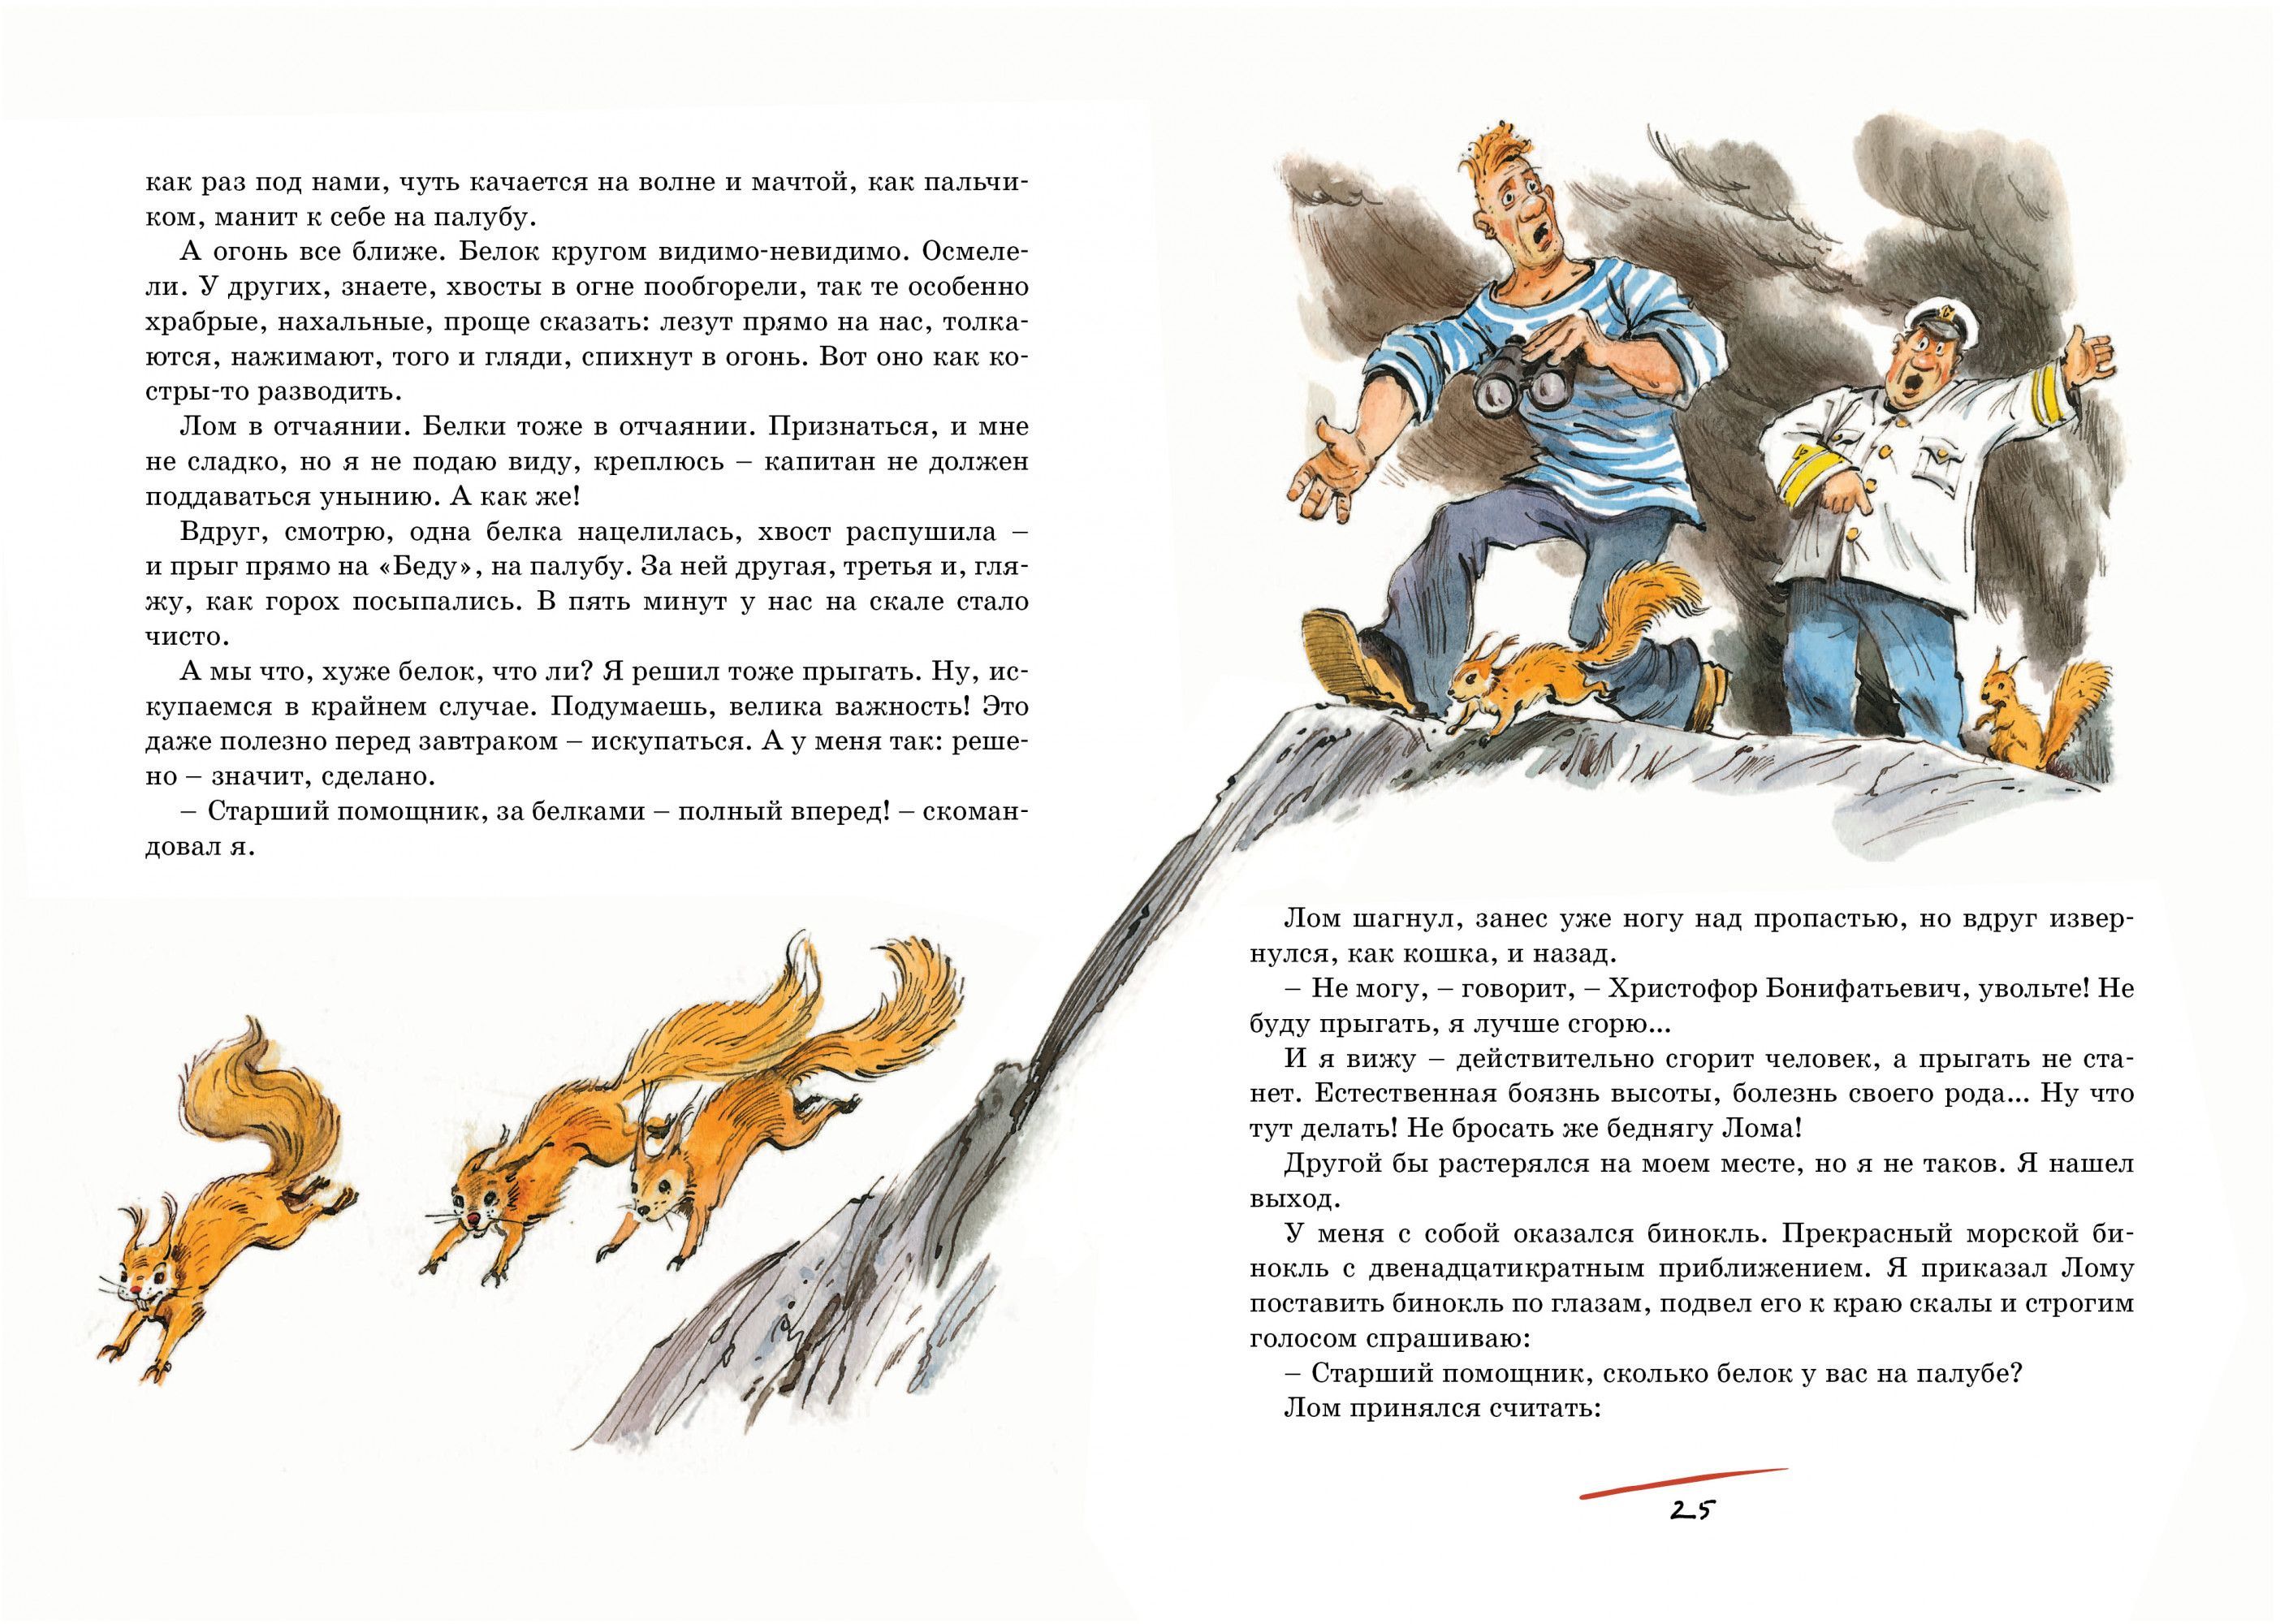 как раз под нами, чуть качается на волне и мачтой, как пальчи-
ком, манит к себе на палубу.
А огонь все ближе. Белок кругом видимо-невидимо. Осмеле-
ли. У других, знаете, хвосты в огне пообгорели, так те особенно
храбрые, нахальные, проще сказать: лезут прямо на нас, толка-
ются, нажимают, того и гляди, спихнут в огонь. Вот оно как ко-
стры-то разводить.
Лом в отчаянии. Белки тоже в отчаянии. Признаться, и мне
не сладко, но я не подаю виду, креплюсь – капитан не должен
поддаваться унынию. А как же!
Вдруг, смотрю, одна белка нацелилась, хвост распушила –
и прыг прямо на «Беду», на палубу. За ней другая, третья и, гля-
жу, как горох посыпались. В пять минут у нас на скале стало
чисто.
А мы что, хуже белок, что ли? Я решил тоже прыгать. Ну, ис-
купаемся в крайнем случае. Подумаешь, велика важность! Это
даже полезно перед завтраком – искупаться. А у меня так: реше-
но – значит, сделано.
– Старший помощник, за белками – полный вперед! – скоман-
довал я.
Лом шагнул, занес уже ногу над пропастью, но вдруг извер-
нулся, как кошка, и назад.
– Не могу, – говорит, – Христофор Бонифатьевич, увольте! Не
буду прыгать, я лучше сгорю...
И я вижу – действительно сгорит человек, а прыгать не ста-
нет. Естественная боязнь высоты, болезнь своего рода... Ну что
тут делать! Не бросать же беднягу Лома!
Другой бы растерялся на моем месте, но я не таков. Я нашел
выход.
У меня с собой оказался бинокль. Прекрасный морской би-
нокль с двенадцатикратным приближением. Я приказал Лому
поставить бинокль по глазам, подвел его к краю скалы и строгим
голосом спрашиваю:
– Старший помощник, сколько белок у вас на палубе?
Лом принялся считать:
25